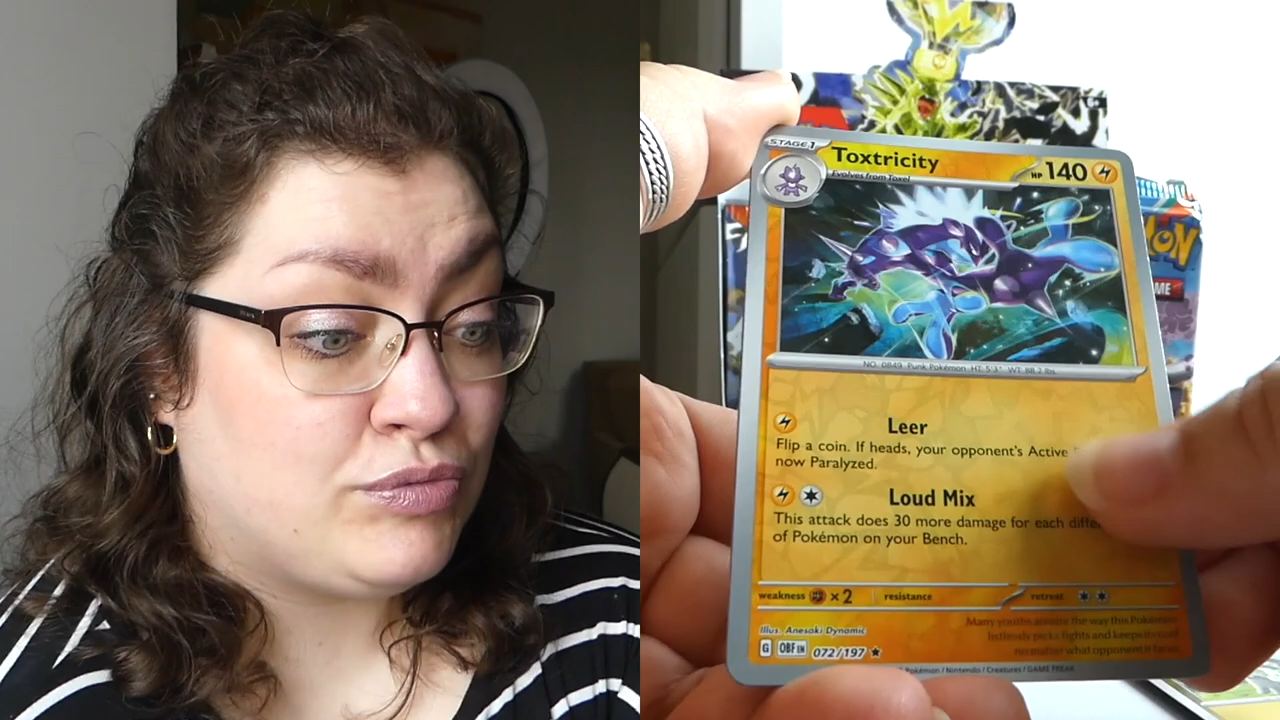 STAGE 1
Toxtricity
HP 140
Evolves from Toxel
NO. 0849 Punk Pokémon HT: 5'3" WT: 88.2 lbs.
Leer
Flip a coin. If heads, your opponent's Active
now Paralyzed.
Loud Mix
This attack does 30 more damage for each diffe
of Pokémon on your Bench.
weakness x2 resistance retreat
Illus. Anesaki Dynamic
Many youths admire the way this Pokémon
listlessly picks fights and keeps its cool
no matter what opponent it faces.
G OBF EN 072/197
Pokémon / Nintendo / Creatures / GAME FREAK